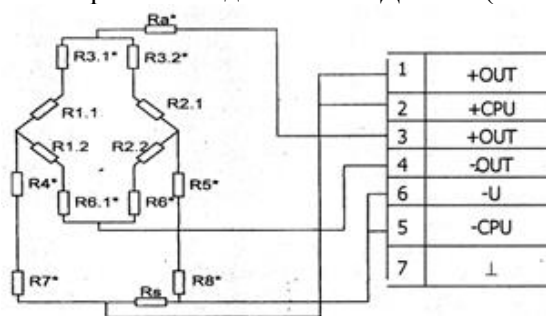 Ra*
R3.1*
R3.2*
R1.1
R2.1
R1.2
R2.2
R4*
R6.1*
R6*
R5*
R7*
Rs
R8*
1 +OUT
2 +CPU
3 +OUT
4 -OUT
6 -U
5 -CPU
7 ⊥